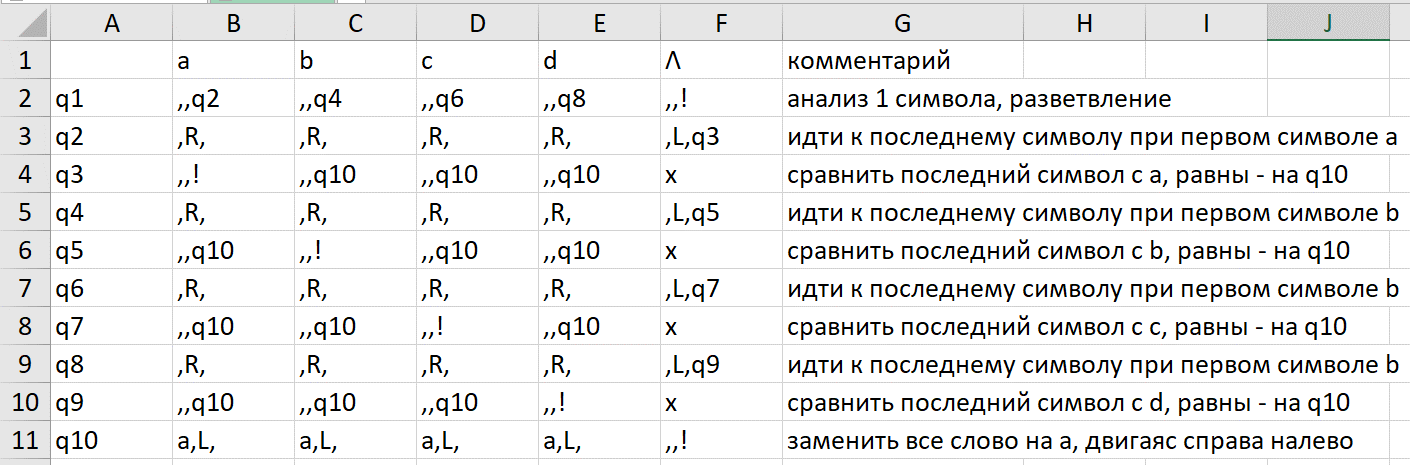 A B C D E F G H I J
1 a b c d Λ комментарий
2 q1 ,,q2 ,,q4 ,,q6 ,,q8 ,,! анализ 1 символа, разветвление
3 q2 ,R, ,R, ,R, ,R, ,L,q3 идти к последнему символу при первом символе a
4 q3 ,,! ,,q10 ,,q10 ,,q10 x сравнить последний символ с a, равны - на q10
5 q4 ,R, ,R, ,R, ,R, ,L,q5 идти к последнему символу при первом символе b
6 q5 ,,q10 ,,! ,,q10 ,,q10 x сравнить последний символ с b, равны - на q10
7 q6 ,R, ,R, ,R, ,R, ,L,q7 идти к последнему символу при первом символе b
8 q7 ,,q10 ,,q10 ,,! ,,q10 x сравнить последний символ с c, равны - на q10
9 q8 ,R, ,R, ,R, ,R, ,L,q9 идти к последнему символу при первом символе b
10 q9 ,,q10 ,,q10 ,,q10 ,,! x сравнить последний символ с d, равны - на q10
11 q10 a,L, a,L, a,L, a,L, ,,! заменить все слово на a, двигаяс справа налево